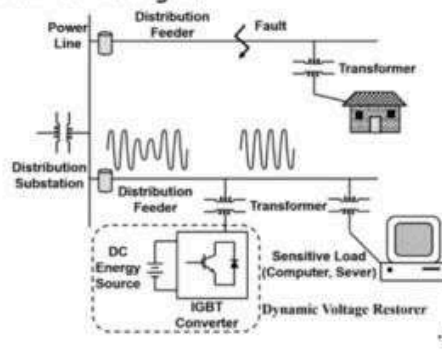 Distribution
Feeder
Fault
Power
Line
Transformer
Distribution
Substation
Distribution
Feeder
Transformer
DC
Energy
Source
IGBT
Converter
Sensitive Load
(Computer, Sever)
Dynamic Voltage Restorer